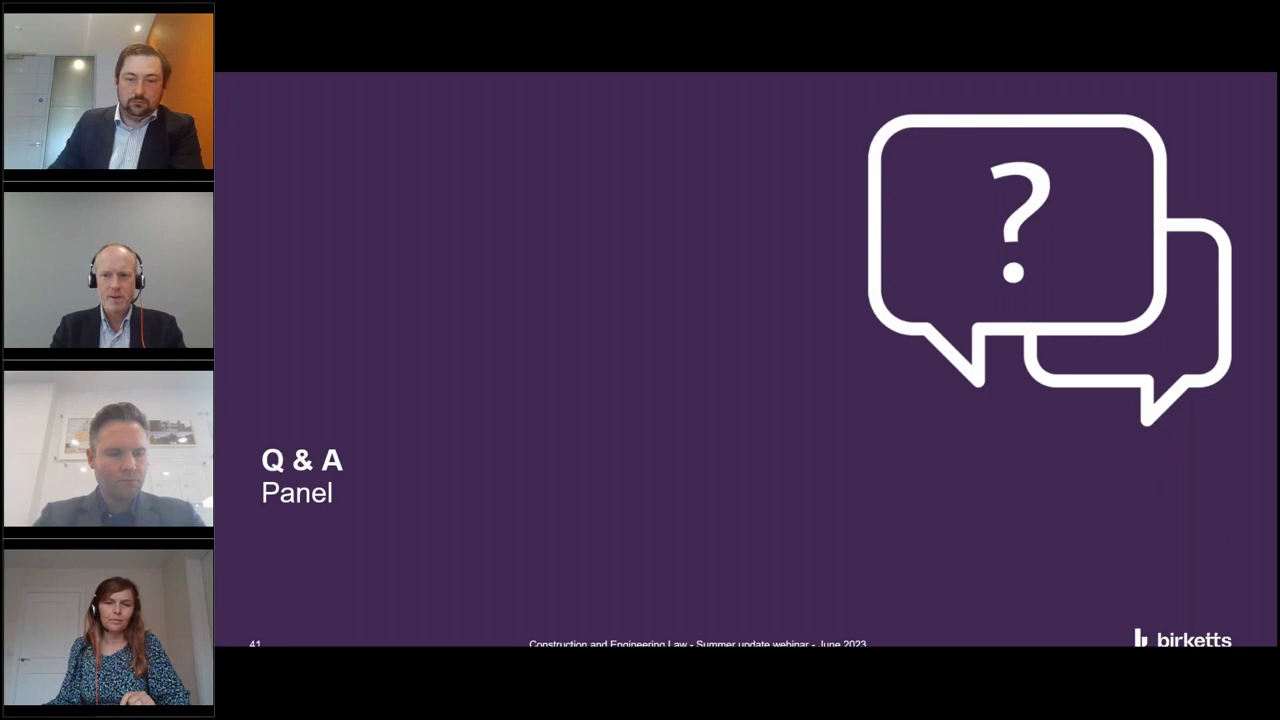 ?
Q & A
Panel
41
Construction and Engineering Law - Summer update webinar - June 2023
birketts